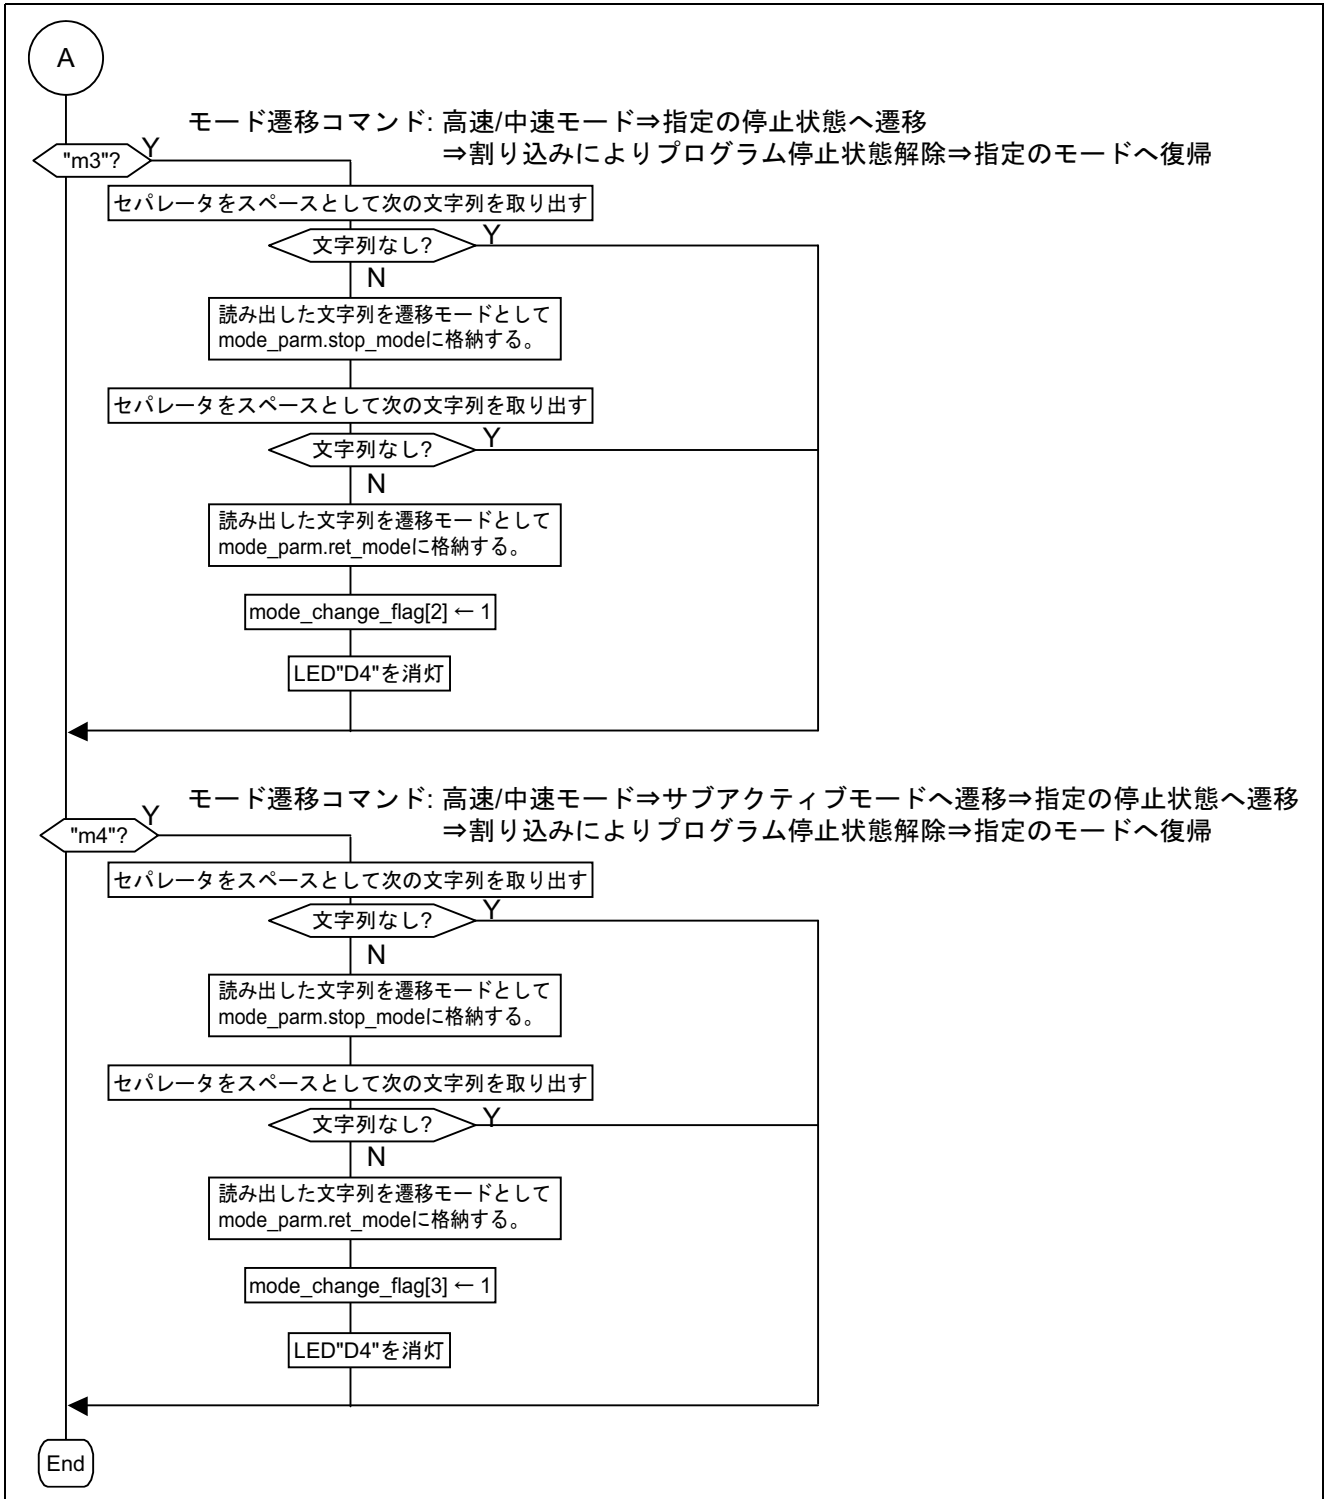 A
モード遷移コマンド: 高速/中速モード⇒指定の停止状態へ遷移
⇒割り込みによりプログラム停止状態解除⇒指定のモードへ復帰
"m3"?
Y
セパレータをスペースとして次の文字列を取り出す
文字列なし?
Y
N
読み出した文字列を遷移モードとして
mode_parm.stop_modeに格納する。
セパレータをスペースとして次の文字列を取り出す
文字列なし?
Y
N
読み出した文字列を遷移モードとして
mode_parm.ret_modeに格納する。
mode_change_flag[2] ← 1
LED"D4"を消灯
モード遷移コマンド: 高速/中速モード⇒サブアクティブモードへ遷移⇒指定の停止状態へ遷移
⇒割り込みによりプログラム停止状態解除⇒指定のモードへ復帰
"m4"?
Y
セパレータをスペースとして次の文字列を取り出す
文字列なし?
Y
N
読み出した文字列を遷移モードとして
mode_parm.stop_modeに格納する。
セパレータをスペースとして次の文字列を取り出す
文字列なし?
Y
N
読み出した文字列を遷移モードとして
mode_parm.ret_modeに格納する。
mode_change_flag[3] ← 1
LED"D4"を消灯
End